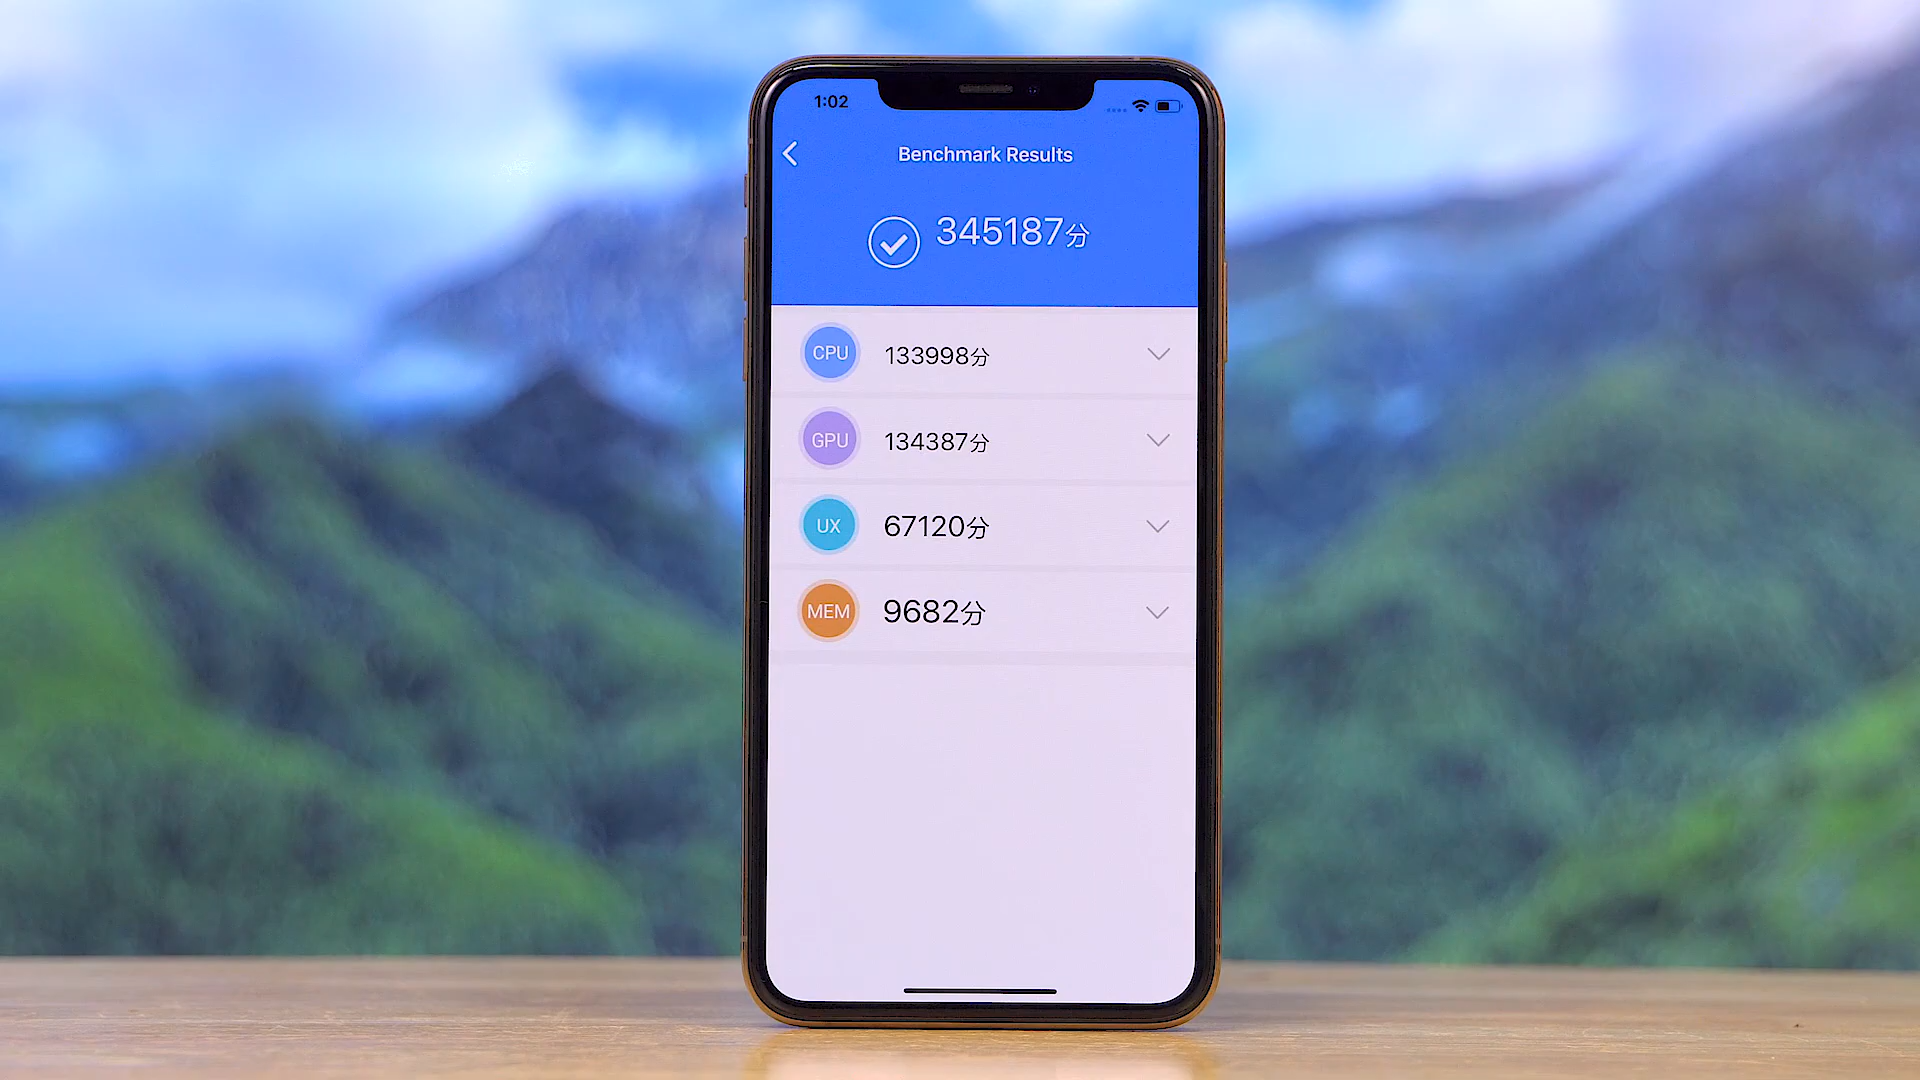 1:02
Benchmark Results
345187分
CPU 133998分
GPU 134387分
UX 67120分
MEM 9682分